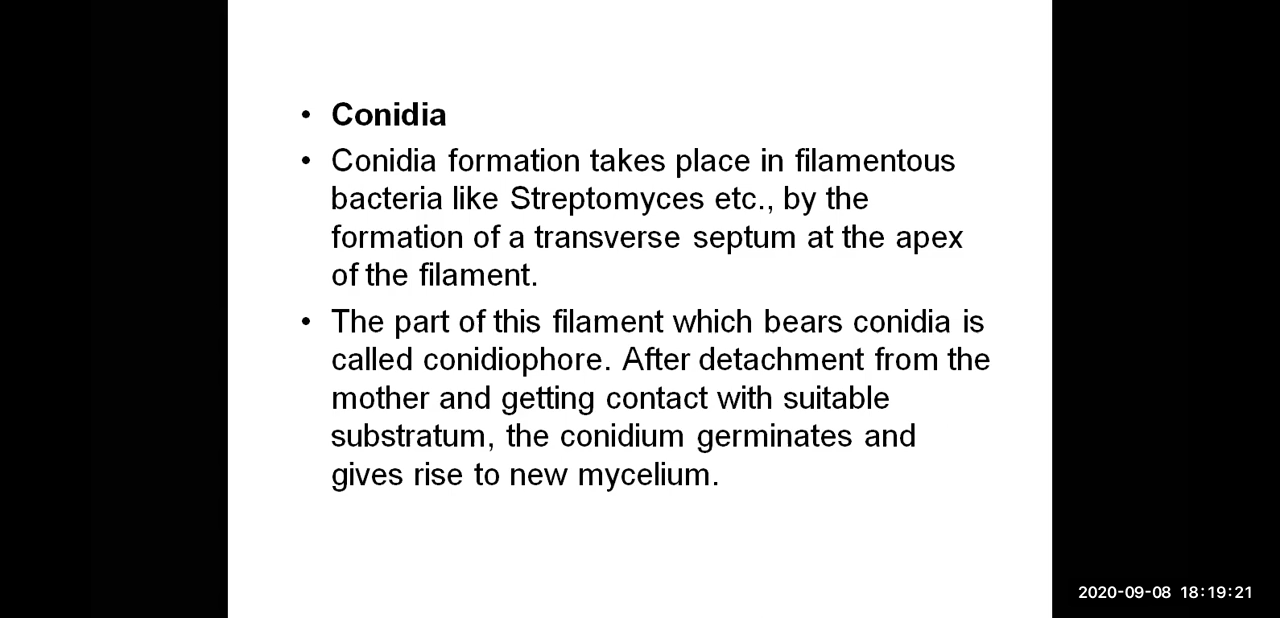 • Conidia
• Conidia formation takes place in filamentous
bacteria like Streptomyces etc., by the
formation of a transverse septum at the apex
of the filament.
• The part of this filament which bears conidia is
called conidiophore. After detachment from the
mother and getting contact with suitable
substratum, the conidium germinates and
gives rise to new mycelium.
2020-09-08 18:19:21